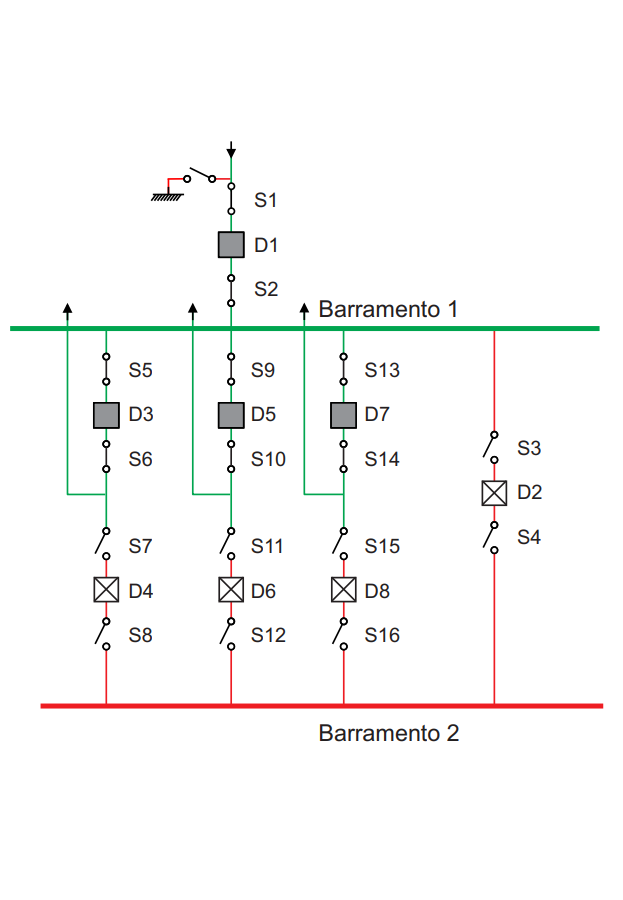 S1
D1
S2
Barramento 1
S5 S9 S13
D3 D5 D7
S6 S10 S14
S3
D2
S4
S7 S11 S15
D4 D6 D8
S8 S12 S16
Barramento 2